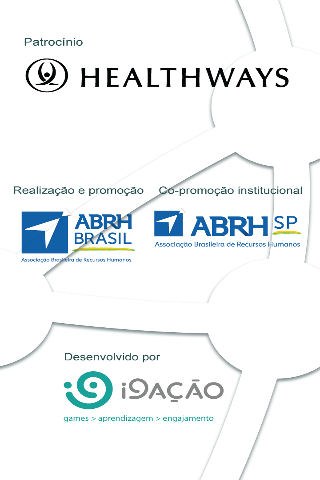 Patrocínio
HEALTHWAYS
Realização e promoção
Co-promoção institucional
ABRH
BRASIL
Associação Brasileira de Recursos Humanos
ABRH SP
Associação Brasileira de Recursos Humanos
Desenvolvido por
i9AÇÃO
games > aprendizagem > engajamento